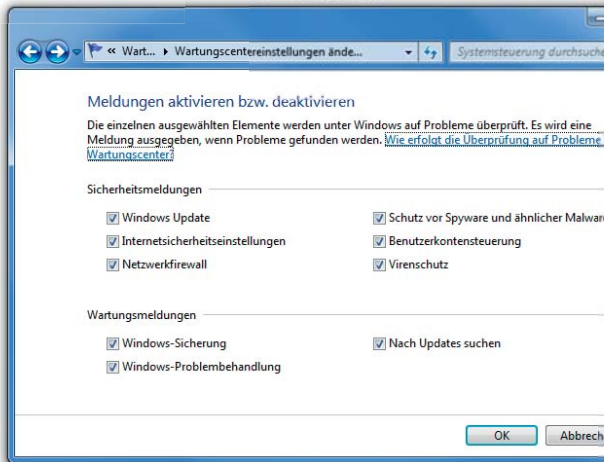 « Wart... ▸ Wartungscentereinstellungen ände... Systemsteuerung durchsuche
Meldungen aktivieren bzw. deaktivieren
Die einzelnen ausgewählten Elemente werden unter Windows auf Probleme überprüft. Es wird eine
Meldung ausgegeben, wenn Probleme gefunden werden. Wie erfolgt die Überprüfung auf Probleme
Wartungscenter?
Sicherheitsmeldungen
Windows Update Schutz vor Spyware und ähnlicher Malware
Internetsicherheitseinstellungen Benutzerkontensteuerung
Netzwerkfirewall Virenschutz
Wartungsmeldungen
Windows-Sicherung Nach Updates suchen
Windows-Problembehandlung
OK Abbrech